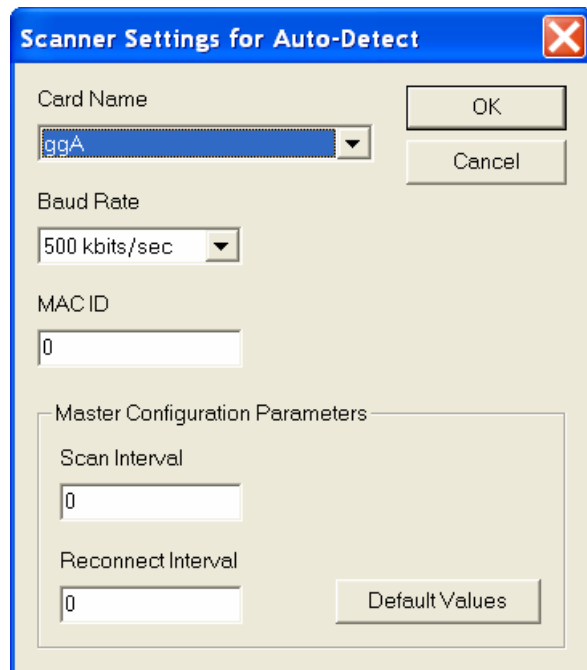 Scanner Settings for Auto-Detect
Card Name
OK
ggA
Cancel
Baud Rate
500 kbits/sec
MAC ID
0
Master Configuration Parameters
Scan Interval
0
Reconnect Interval
0
Default Values